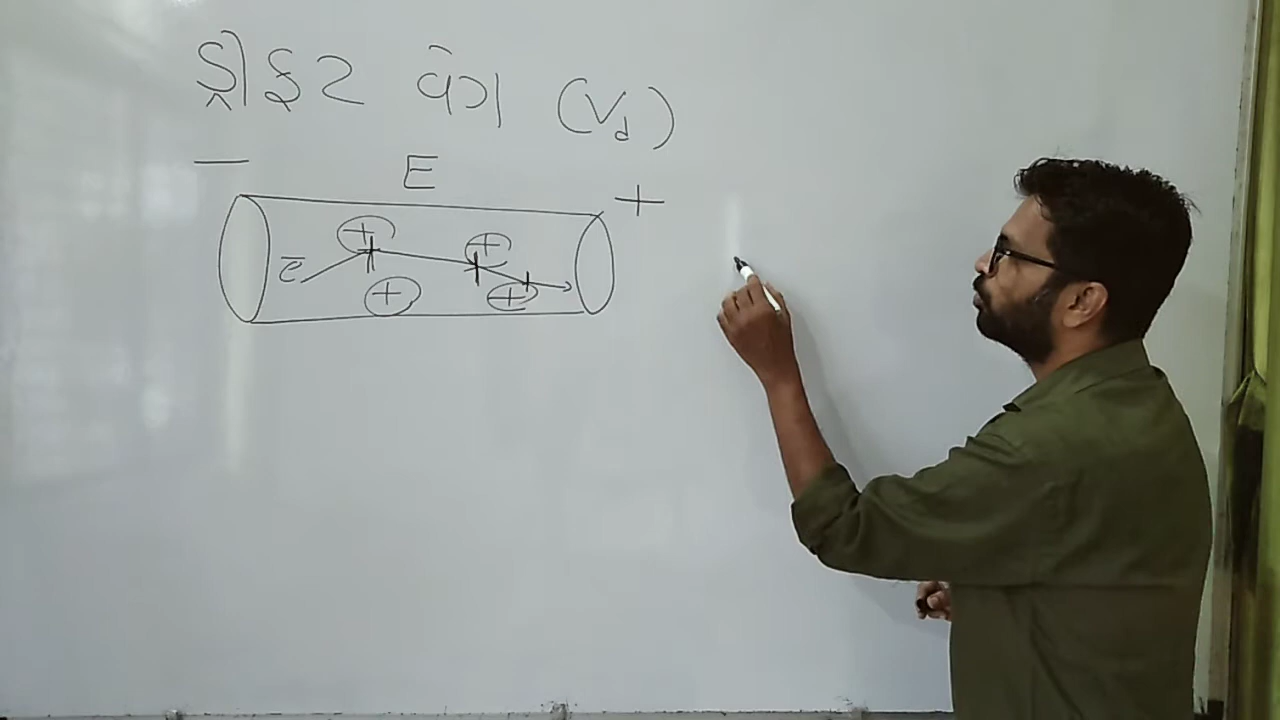 ડ્રીફ્ટ વેગ (Vd)
− E +
e̅ + + + +